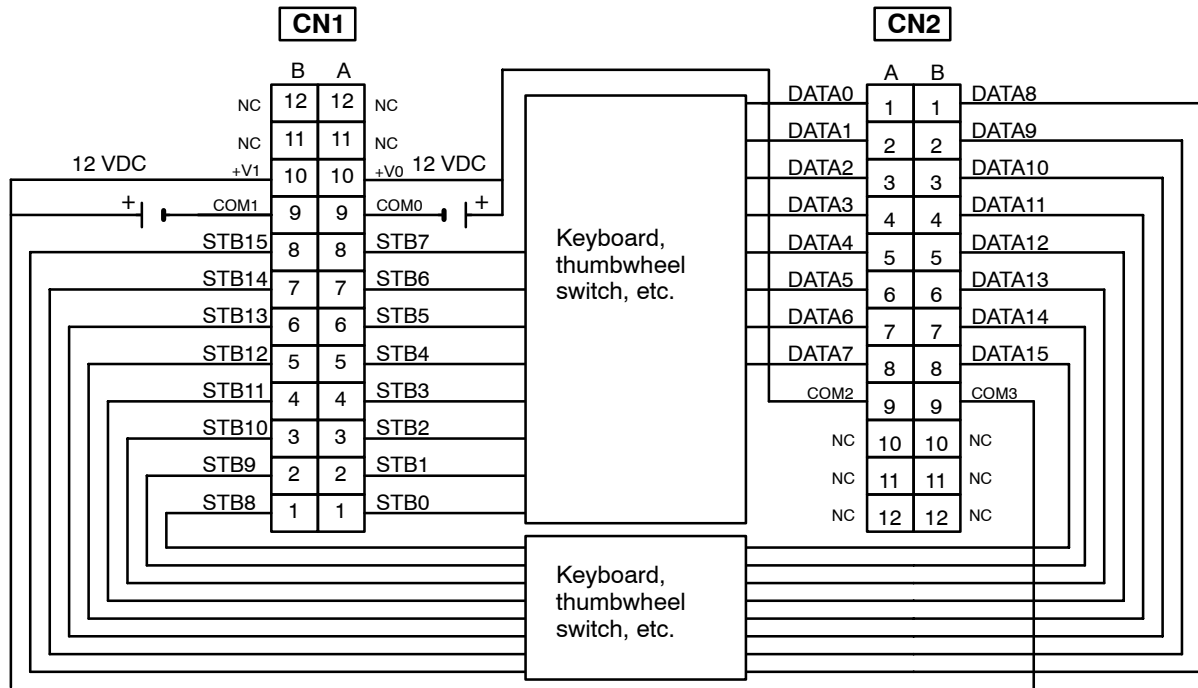 CN1
CN2
B A
A B
NC 12 12 NC
NC 11 11 NC
12 VDC +V1 10 10 +V0 12 VDC
+ COM1 9 9 COM0 +
STB15 8 8 STB7
STB14 7 7 STB6
STB13 6 6 STB5
STB12 5 5 STB4
STB11 4 4 STB3
STB10 3 3 STB2
STB9 2 2 STB1
STB8 1 1 STB0
Keyboard,
thumbwheel
switch, etc.
DATA0 1 1 DATA8
DATA1 2 2 DATA9
DATA2 3 3 DATA10
DATA3 4 4 DATA11
DATA4 5 5 DATA12
DATA5 6 6 DATA13
DATA6 7 7 DATA14
DATA7 8 8 DATA15
COM2 9 9 COM3
NC 10 10 NC
NC 11 11 NC
NC 12 12 NC
Keyboard,
thumbwheel
switch, etc.